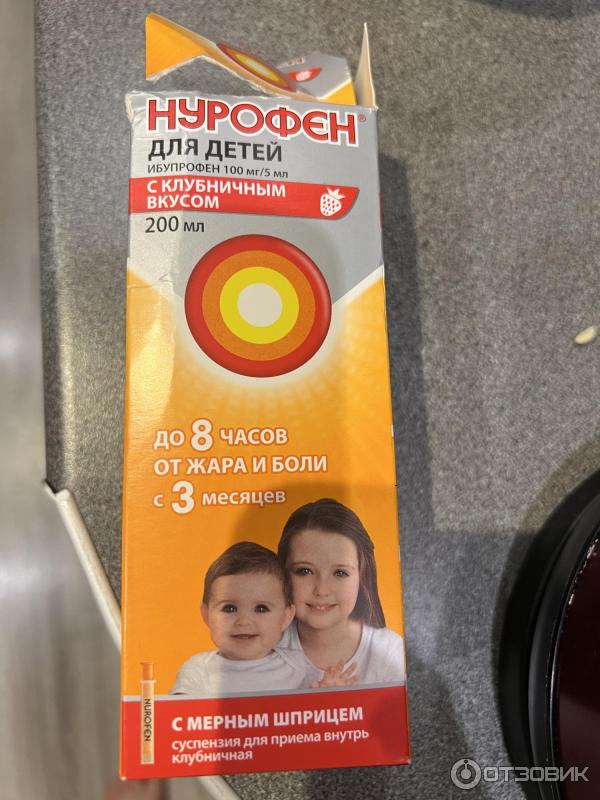 НУРОФЕН®
ДЛЯ ДЕТЕЙ
ИБУПРОФЕН 100 мг/5 мл
С КЛУБНИЧНЫМ
ВКУСОМ
200 мл
ДО 8 ЧАСОВ
ОТ ЖАРА И БОЛИ
с 3 месяцев
NUROFEN
С МЕРНЫМ ШПРИЦЕМ
суспензия для приема внутрь
клубничная
ОТЗОВИК